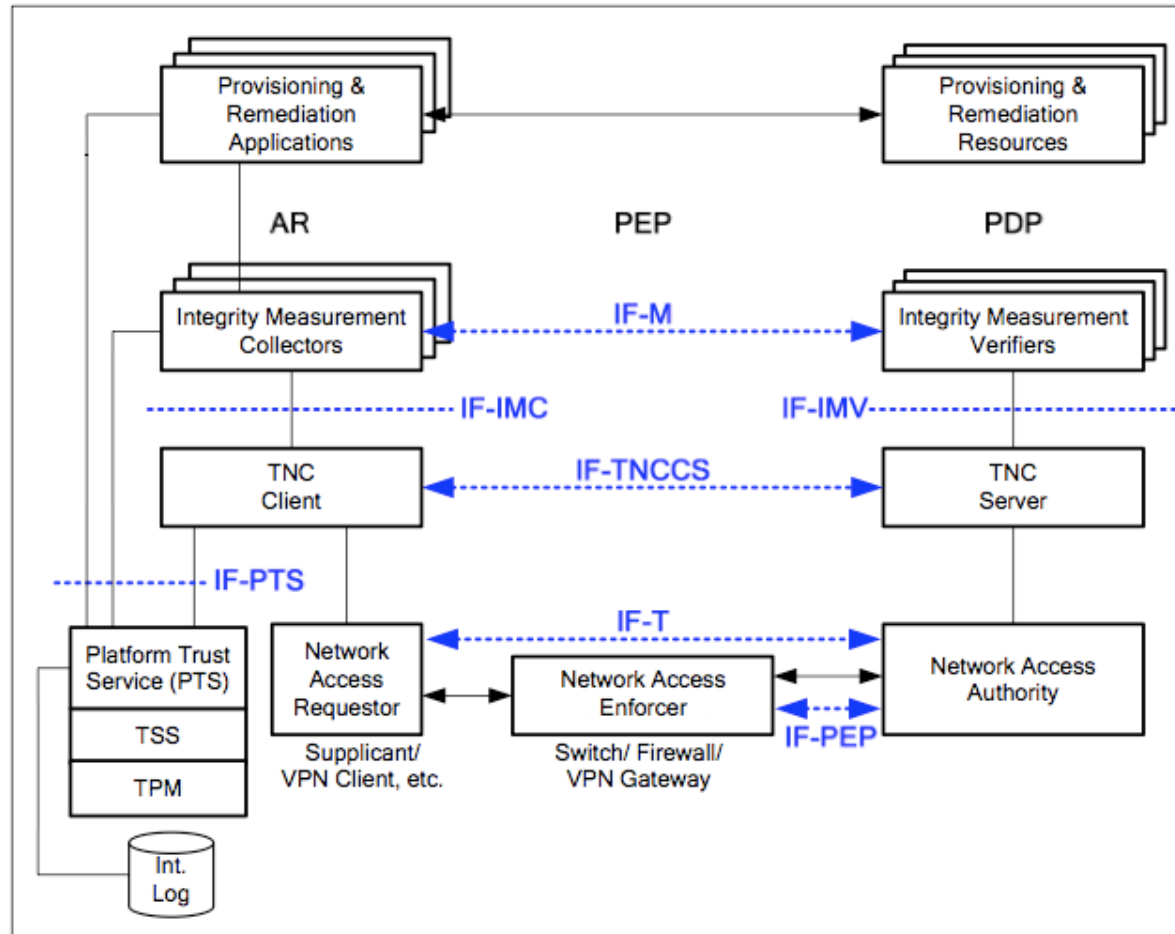 Provisioning &
Remediation
Applications
Provisioning &
Remediation
Resources
AR
PEP
PDP
Integrity Measurement
Collectors
IF-M
Integrity Measurement
Verifiers
IF-IMC
IF-IMV
TNC
Client
IF-TNCCS
TNC
Server
IF-PTS
Platform Trust
Service (PTS)
TSS
TPM
Int.
Log
Network
Access
Requestor
Supplicant/
VPN Client, etc.
IF-T
Network Access
Enforcer
Switch/ Firewall/
VPN Gateway
IF-PEP
Network Access
Authority